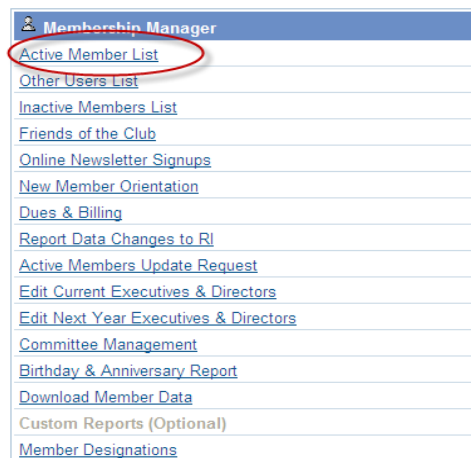 Membership Manager
Active Member List
Other Users List
Inactive Members List
Friends of the Club
Online Newsletter Signups
New Member Orientation
Dues & Billing
Report Data Changes to RI
Active Members Update Request
Edit Current Executives & Directors
Edit Next Year Executives & Directors
Committee Management
Birthday & Anniversary Report
Download Member Data
Custom Reports (Optional)
Member Designations